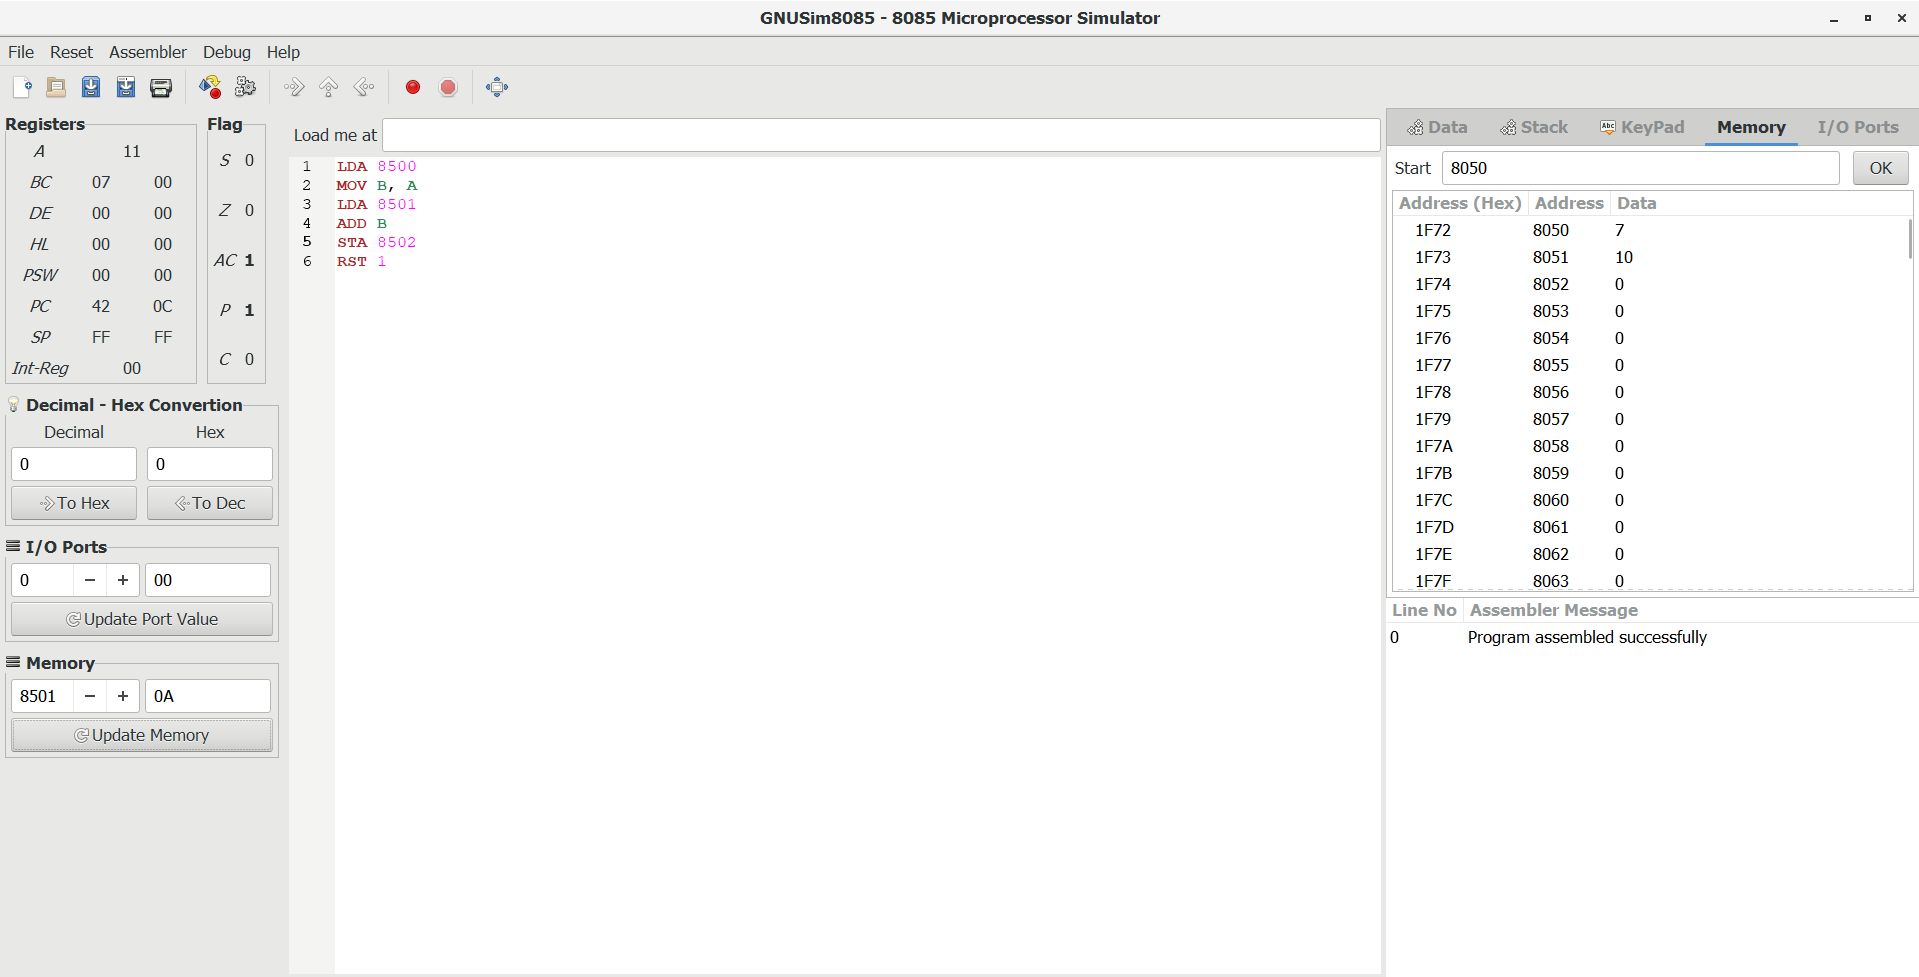 GNUSim8085 - 8085 Microprocessor Simulator
File Reset Assembler Debug Help
Registers
A 11
BC 07 00
DE 00 00
HL 00 00
PSW 00 00
PC 42 0C
SP FF FF
Int-Reg 00
Flag
S 0
Z 0
AC 1
P 1
C 0
Decimal - Hex Convertion
Decimal Hex
0 0
To Hex To Dec
I/O Ports
0 − + 00
Update Port Value
Memory
8501 − + 0A
Update Memory
Load me at
1 LDA 8500
2 MOV B, A
3 LDA 8501
4 ADD B
5 STA 8502
6 RST 1
Data Stack Abc KeyPad Memory I/O Ports
Start 8050 OK
Address (Hex) Address Data
1F72 8050 7
1F73 8051 10
1F74 8052 0
1F75 8053 0
1F76 8054 0
1F77 8055 0
1F78 8056 0
1F79 8057 0
1F7A 8058 0
1F7B 8059 0
1F7C 8060 0
1F7D 8061 0
1F7E 8062 0
1F7F 8063 0
Line No Assembler Message
0 Program assembled successfully